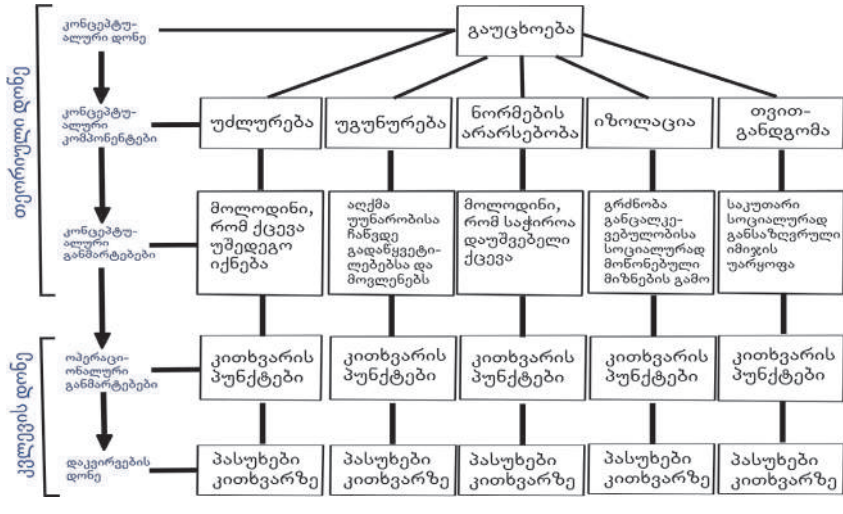 თეორიული დონე
კვლევის დონე
კონცეპტუ-
ალური დონე
გაუცხოება
კონცეპტუ-
ალური
კომპონენტები
უძლურება
უგუნურება
ნორმების
არარსებობა
იზოლაცია
თვით-
განდგომა
კონცეპტუ-
ალური
განმარტებები
მოლოდინი,
რომ ქცევა
უშედეგო
იქნება
აღქმა
უუნარობისა
ჩაწვდე
გადაწყვეტი-
ლებებსა და
მოვლენებს
მოლოდინი,
რომ საჭიროა
დაუშვებელი
ქცევა
გრძნობა
განცალკე-
ვებულობისა
სოციალურად
მოწონებული
მიზნების გამო
საკუთარი
სოციალურად
განსაზღვრული
იმიჯის
უარყოფა
ოპერაცი-
ონალური
განმარტებები
კითხვარის
პუნქტები
კითხვარის
პუნქტები
კითხვარის
პუნქტები
კითხვარის
პუნქტები
კითხვარის
პუნქტები
დაკვირვების
დონე
პასუხები
კითხვარზე
პასუხები
კითხვარზე
პასუხები
კითხვარზე
პასუხები
კითხვარზე
პასუხები
კითხვარზე